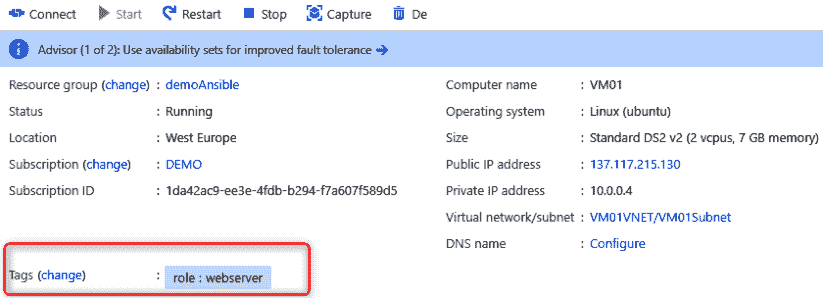 Connect Start Restart Stop Capture De
Advisor (1 of 2): Use availability sets for improved fault tolerance →
Resource group (change) : demoAnsible
Status : Running
Location : West Europe
Subscription (change) : DEMO
Subscription ID : 1da42ac9-ee3e-4fdb-b294-f7a607f589d5
Computer name : VM01
Operating system : Linux (ubuntu)
Size : Standard DS2 v2 (2 vcpus, 7 GB memory)
Public IP address : 137.117.215.130
Private IP address : 10.0.0.4
Virtual network/subnet : VM01VNET/VM01Subnet
DNS name : Configure
Tags (change) : role : webserver